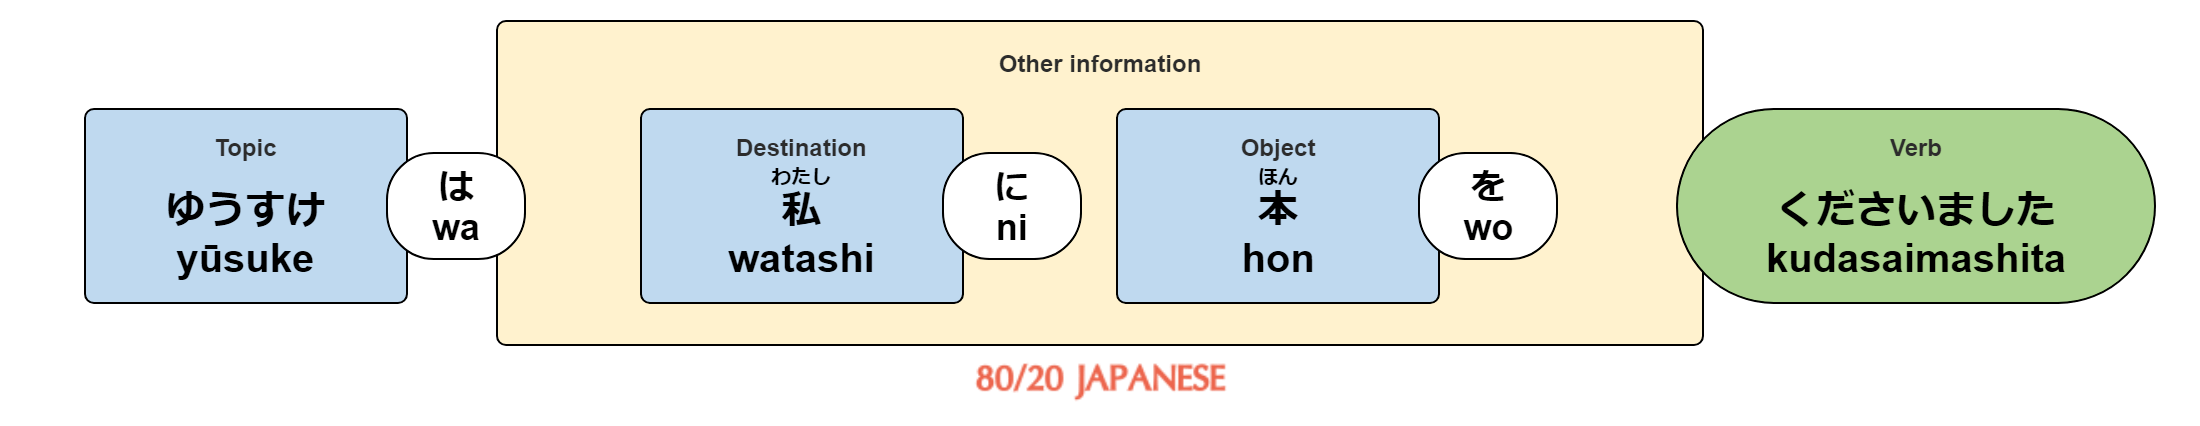 Other information
Topic
ゆうすけ
yūsuke
は
wa
Destination
わたし
私
watashi
に
ni
Object
ほん
本
hon
を
wo
Verb
くださいました
kudasaimashita
80/20 JAPANESE